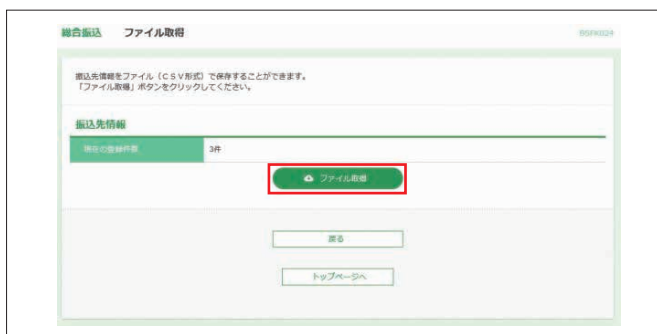 総合振込 ファイル取得 BSFK024
振込先情報をファイル（ＣＳＶ形式）で保存することができます。
「ファイル取得」ボタンをクリックしてください。
振込先情報
現在の登録件数 3件
ファイル取得
戻る
トップページへ